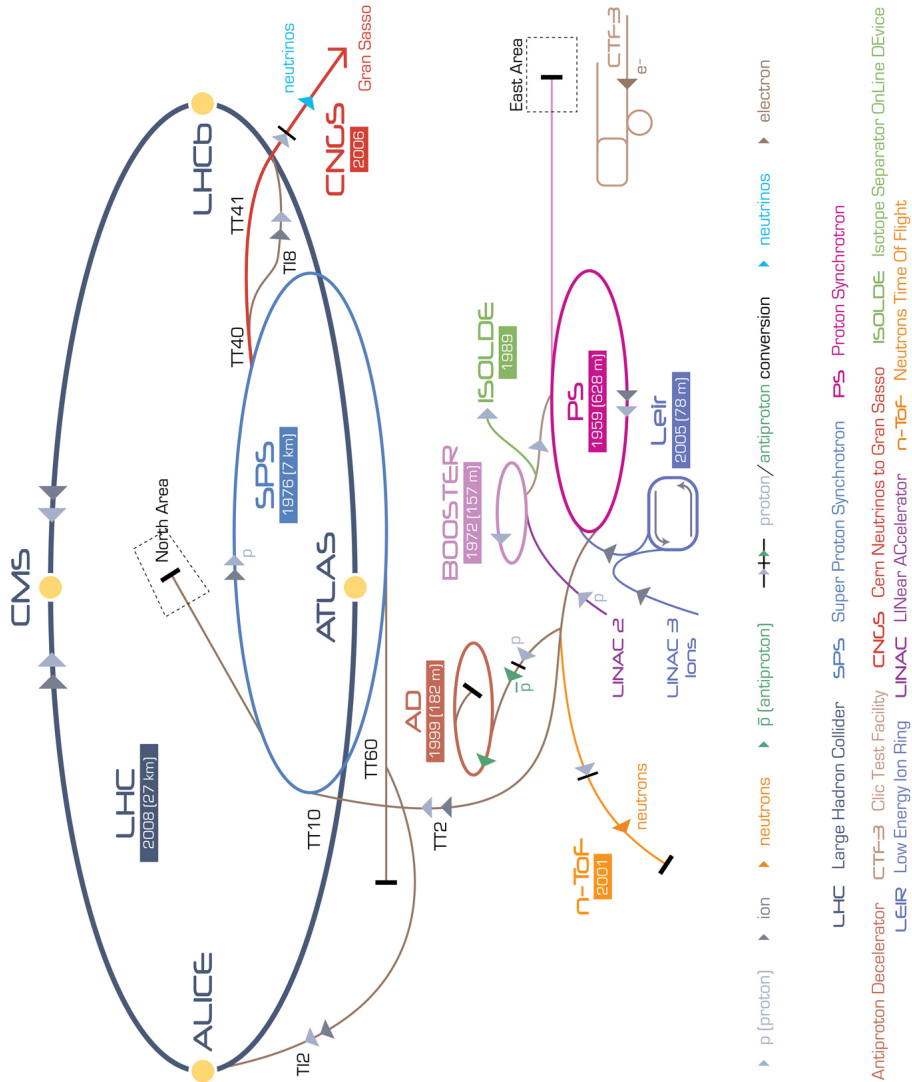 CMS
LHC
2008 (27 km)
North Area
ALICE
LHCb
SPS
1976 (7 km)
TT40
TT41
TI8
neutrinos
CNGS
2006
Gran Sasso
ATLAS
TT10
TT60
TI2
p
AD
1999 (182 m)
TT2
p̄
p
BOOSTER
1972 (157 m)
ISOLDE
1989
East Area
p
LINAC 2
PS
1959 (628 m)
n-ToF
2001
neutrons
LINAC 3
Ions
Leir
2005 (78 m)
CTF3
e-
p (proton)
ion
neutrons
p̄ (antiproton)
proton/antiproton conversion
neutrinos
electron
LHC Large Hadron Collider
SPS Super Proton Synchrotron
PS Proton Synchrotron
Antiproton Decelerator
CTF-3 Clic Test Facility
CNGS Cern Neutrinos to Gran Sasso
ISOLDE Isotope Separator OnLine DEvice
LEIR Low Energy Ion Ring
LINAC LINear ACcelerator
n-ToF Neutrons Time Of Flight